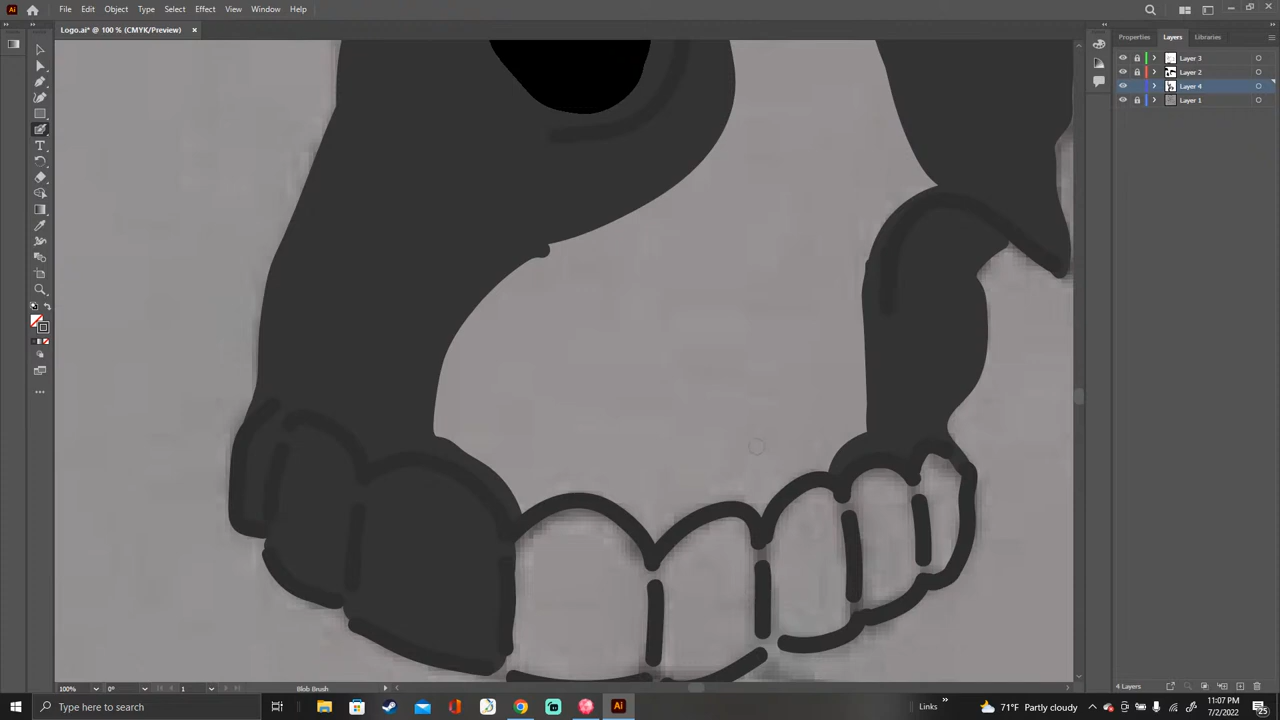 File Edit Object Type Select Effect View Window Help
Logo.ai* @ 100 % (CMYK/Preview)
Properties Layers Libraries
Layer 3
Layer 2
Layer 4
Layer 1
100% 0° 1 Blob Brush
4 Layers
Type here to search
Links
71°F Partly cloudy
11:07 PM
7/2/2022